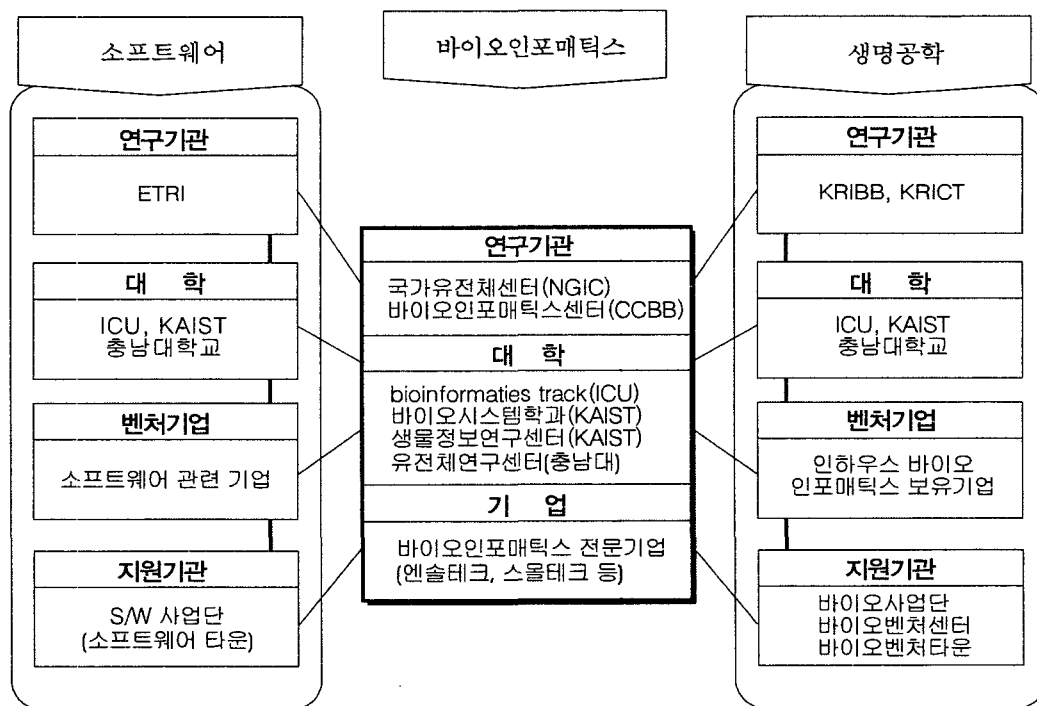 소프트웨어
바이오인포매틱스
생명공학
연구기관
ETRI
대 학
ICU, KAIST
충남대학교
벤처기업
소프트웨어 관련 기업
지원기관
S/W 사업단
(소프트웨어 타운)
연구기관
국가유전체센터(NGIC)
바이오인포매틱스센터(CCBB)
대 학
bioinformaties track(ICU)
바이오시스템학과(KAIST)
생물정보연구센터(KAIST)
유전체연구센터(충남대)
기 업
바이오인포매틱스 전문기업
(엔솔테크, 스몰테크 등)
연구기관
KRIBB, KRICT
대 학
ICU, KAIST
충남대학교
벤처기업
인하우스 바이오
인포매틱스 보유기업
지원기관
바이오사업단
바이오벤처센터
바이오벤처타운